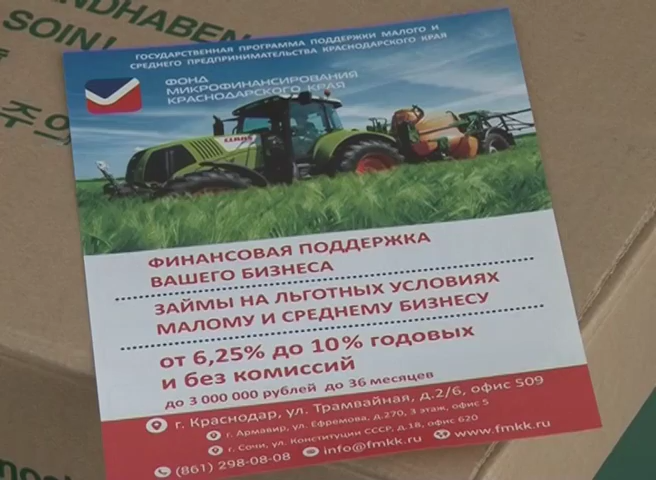 ANDHABEN
SOIN!
주의
ГОСУДАРСТВЕННАЯ ПРОГРАММА ПОДДЕРЖКИ МАЛОГО И
СРЕДНЕГО ПРЕДПРИНИМАТЕЛЬСТВА КРАСНОДАРСКОГО КРАЯ
ФОНД
МИКРОФИНАНСИРОВАНИЯ
КРАСНОДАРСКОГО КРАЯ
CLAAS
ФИНАНСОВАЯ ПОДДЕРЖКА
ВАШЕГО БИЗНЕСА
ЗАЙМЫ НА ЛЬГОТНЫХ УСЛОВИЯХ
МАЛОМУ И СРЕДНЕМУ БИЗНЕСУ
от 6,25% до 10% годовых
и без комиссий
до 3 000 000 рублей до 36 месяцев
г. Краснодар, ул. Трамвайная, д.2/6, офис 509
г. Армавир, ул. Ефремова, д.270, 3 этаж, офис 5
г. Сочи, ул. Конституции СССР, д.18, офис 620
(861) 298-08-08 info@fmkk.ru www.fmkk.ru